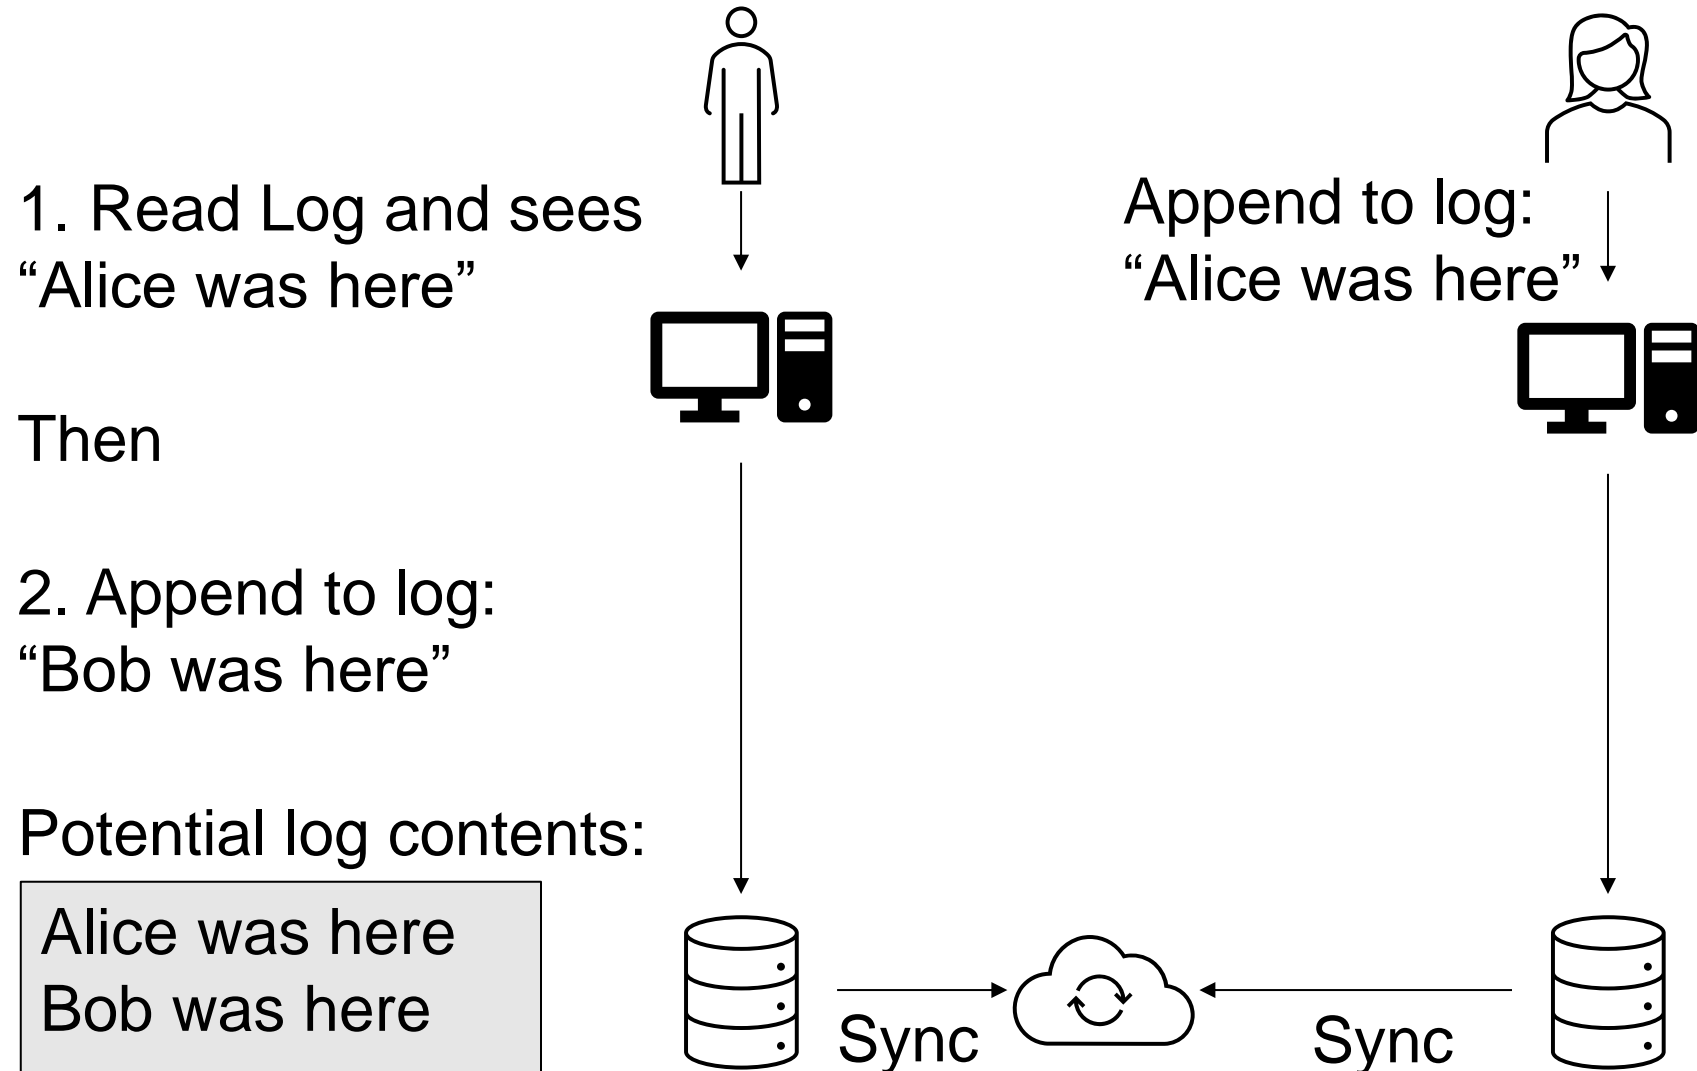 1. Read Log and sees
“Alice was here”
Then
2. Append to log:
“Bob was here”
Potential log contents:
Alice was here
Bob was here
Append to log:
“Alice was here”
Sync
Sync